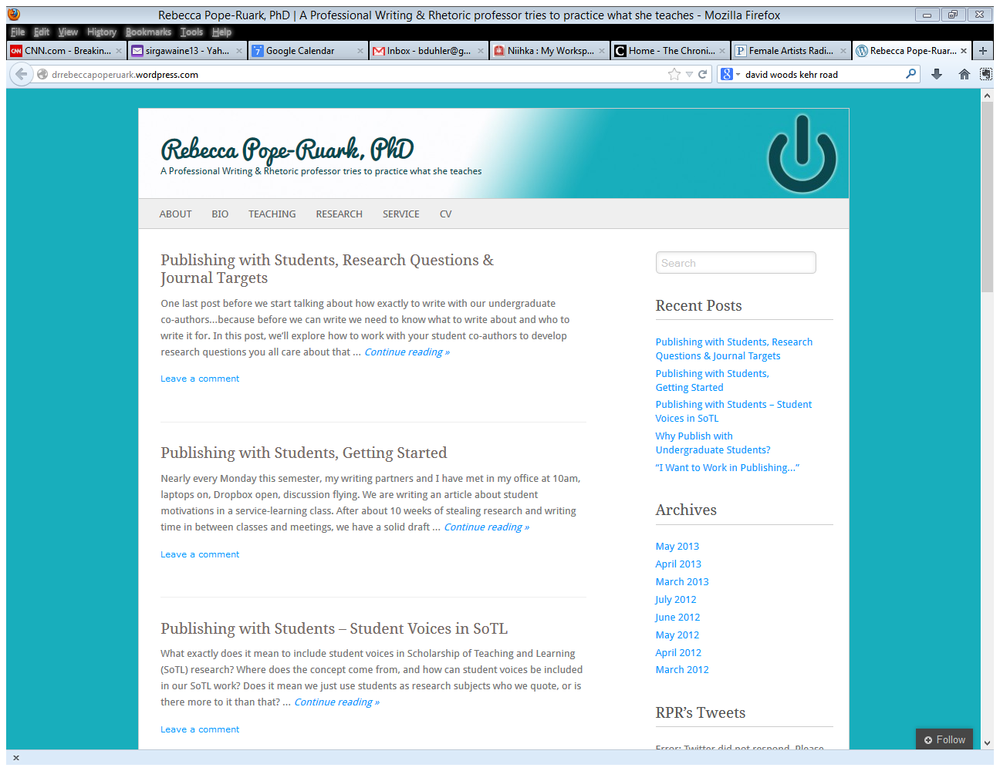 Rebecca Pope-Ruark, PhD | A Professional Writing & Rhetoric professor tries to practice what she teaches - Mozilla Firefox
File Edit View History Bookmarks Tools Help
CNN CNN.com - Breakin... sirgawaine13 - Yah... 7 Google Calendar Inbox - bduhler@g... Niihka : My Worksp... C Home - The Chroni... P Female Artists Radi... Rebecca Pope-Ruar...
drrebeccapoperuark.wordpress.com 8 david woods kehr road
Rebecca Pope-Ruark, PhD
A Professional Writing & Rhetoric professor tries to practice what she teaches
ABOUT BIO TEACHING RESEARCH SERVICE CV
Publishing with Students, Research Questions &
Journal Targets
One last post before we start talking about how exactly to write with our undergraduate
co-authors...because before we can write we need to know what to write about and who to
write it for. In this post, we'll explore how to work with your student co-authors to develop
research questions you all care about that ... Continue reading »
Leave a comment
Publishing with Students, Getting Started
Nearly every Monday this semester, my writing partners and I have met in my office at 10am,
laptops on, Dropbox open, discussion flying. We are writing an article about student
motivations in a service-learning class. After about 10 weeks of stealing research and writing
time in between classes and meetings, we have a solid draft ... Continue reading »
Leave a comment
Publishing with Students – Student Voices in SoTL
What exactly does it mean to include student voices in Scholarship of Teaching and Learning
(SoTL) research? Where does the concept come from, and how can student voices be included
in our SoTL work? Does it mean we just use students as research subjects who we quote, or is
there more to it than that? ... Continue reading »
Leave a comment
Search
Recent Posts
Publishing with Students, Research
Questions & Journal Targets
Publishing with Students,
Getting Started
Publishing with Students – Student
Voices in SoTL
Why Publish with
Undergraduate Students?
“I Want to Work in Publishing...”
Archives
May 2013
April 2013
March 2013
July 2012
June 2012
May 2012
April 2012
March 2012
RPR's Tweets
Error: Twitter did not respond. Please
Follow